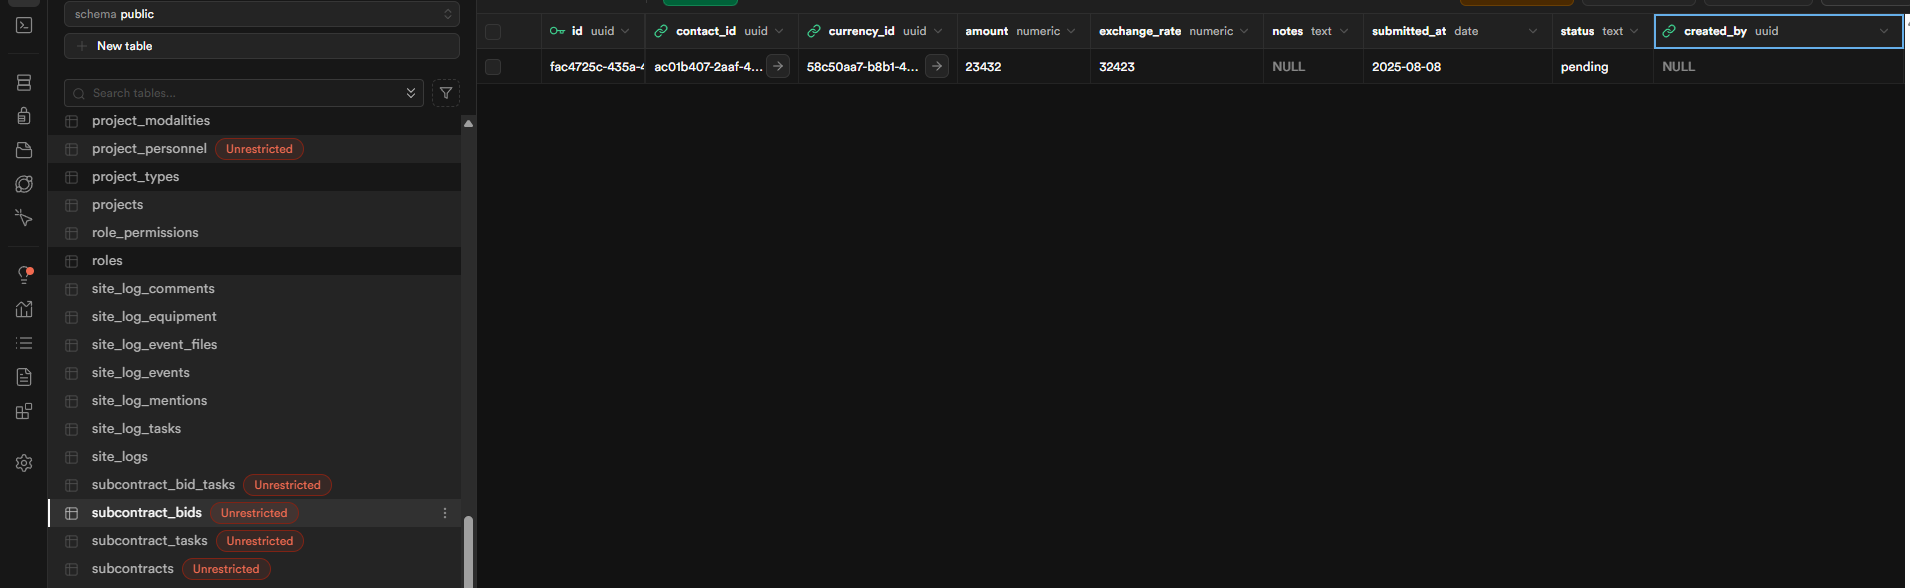 schema public
New table
Search tables...
project_modalities
project_personnel Unrestricted
project_types
projects
role_permissions
roles
site_log_comments
site_log_equipment
site_log_event_files
site_log_events
site_log_mentions
site_log_tasks
site_logs
subcontract_bid_tasks Unrestricted
subcontract_bids Unrestricted
subcontract_tasks Unrestricted
subcontracts Unrestricted
id uuid contact_id uuid currency_id uuid amount numeric exchange_rate numeric notes text submitted_at date status text created_by uuid
fac4725c-435a-4 ac01b407-2aaf-4... 58c50aa7-b8b1-4... 23432 32423 NULL 2025-08-08 pending NULL